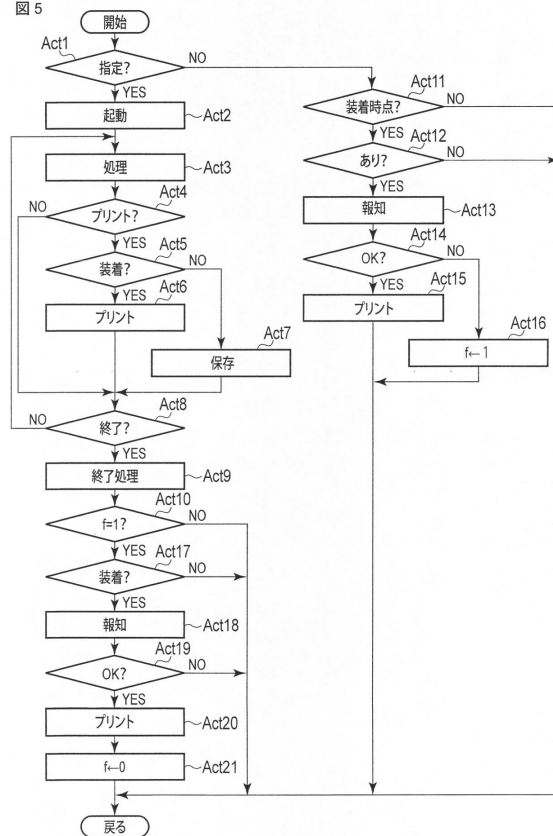 図 5
開始
Act1
指定?
NO
YES
起動
Act2
処理
Act3
Act4
NO
プリント?
YES
Act5
装着?
NO
YES
Act6
プリント
Act7
保存
Act8
NO
終了?
YES
終了処理
Act9
Act10
f=1?
NO
YES
Act17
装着?
NO
YES
報知
Act18
Act19
OK?
NO
YES
プリント
Act20
f←0
Act21
戻る
Act11
装着時点?
NO
YES
Act12
あり?
NO
YES
報知
Act13
Act14
OK?
NO
YES
Act15
プリント
Act16
f←1